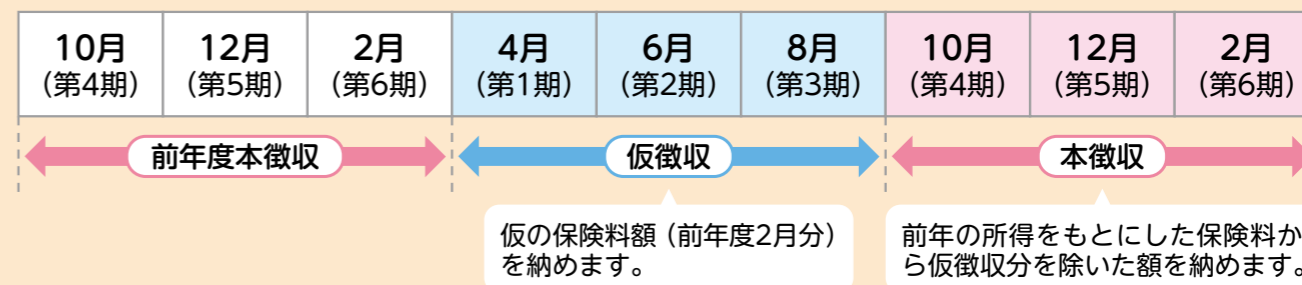 10月 12月 2月 4月 6月 8月 10月 12月 2月
(第4期) (第5期) (第6期) (第1期) (第2期) (第3期) (第4期) (第5期) (第6期)
前年度本徴収 仮徴収 本徴収
仮の保険料額（前年度2月分）
を納めます。
前年の所得をもとにした保険料か
ら仮徴収分を除いた額を納めます。